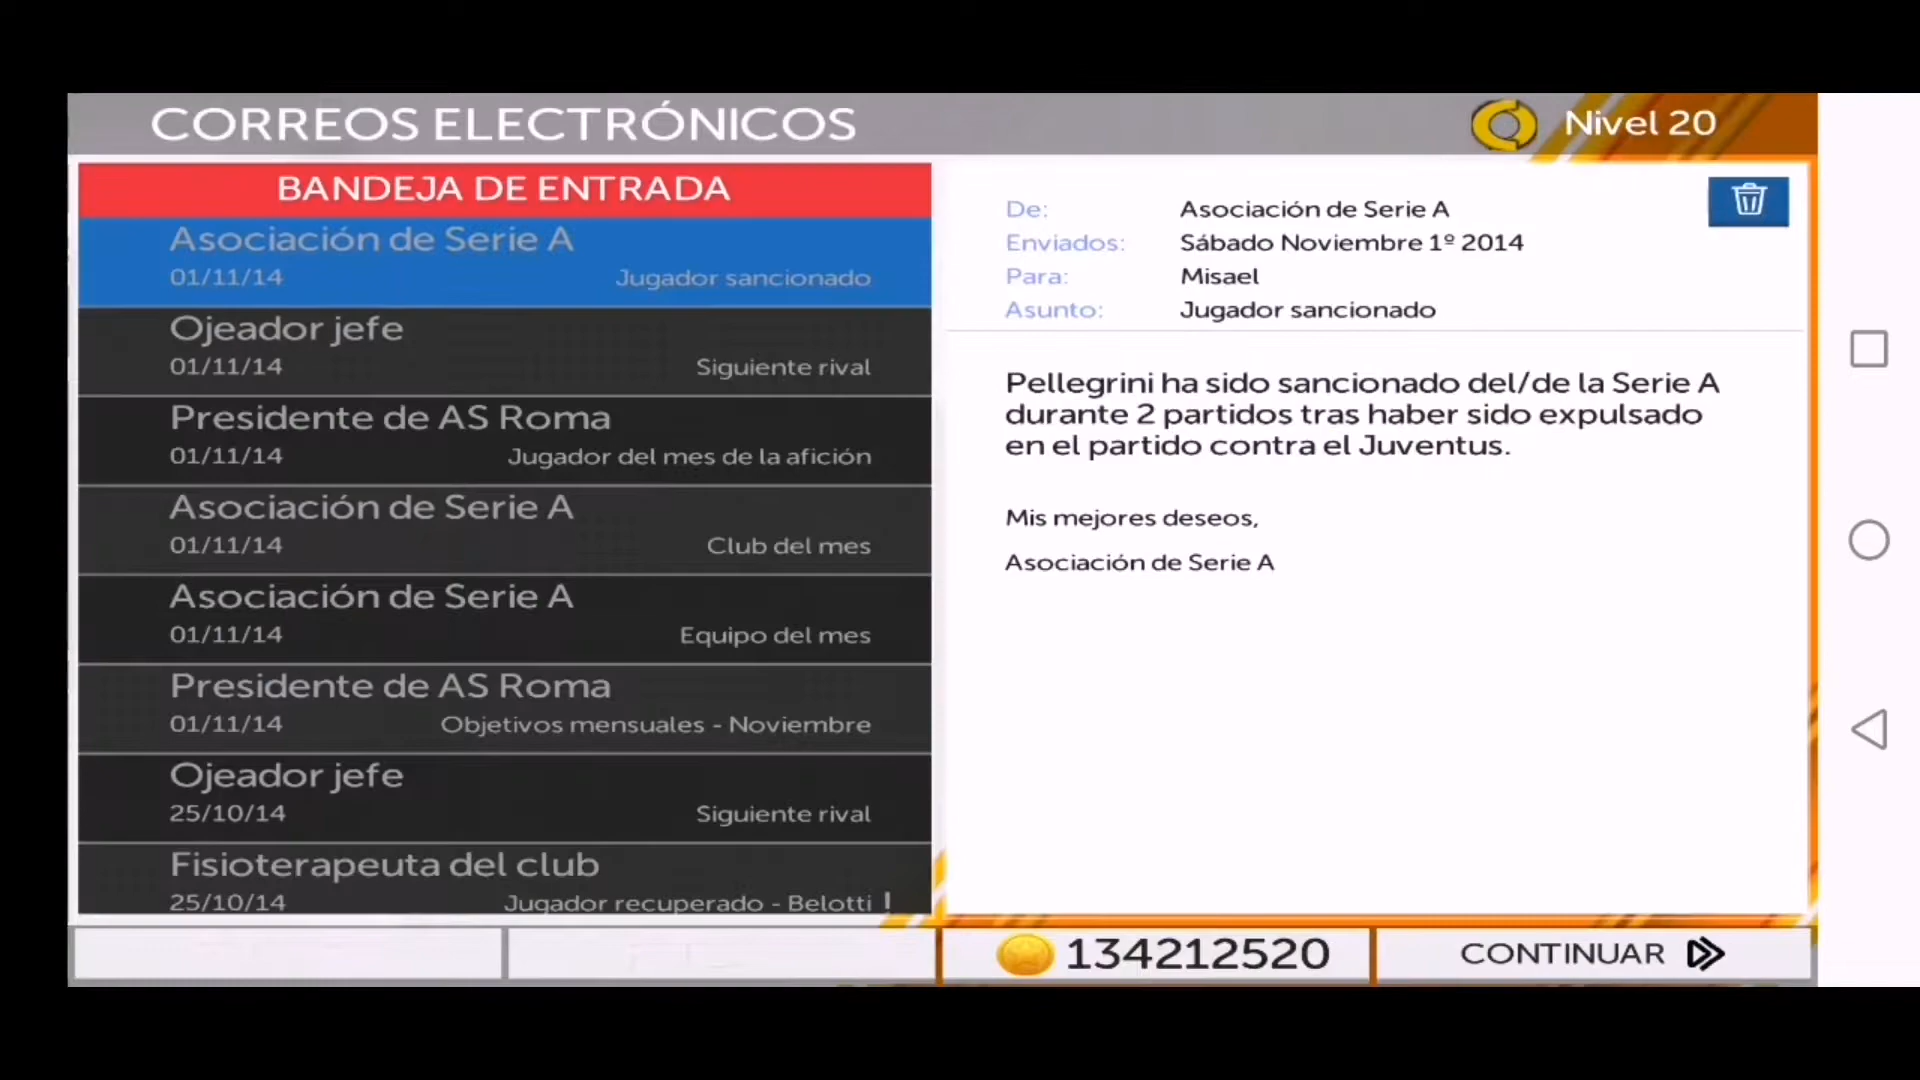 CORREOS ELECTRÓNICOS
Nivel 20
BANDEJA DE ENTRADA
Asociación de Serie A
01/11/14 Jugador sancionado
Ojeador jefe
01/11/14 Siguiente rival
Presidente de AS Roma
01/11/14 Jugador del mes de la afición
Asociación de Serie A
01/11/14 Club del mes
Asociación de Serie A
01/11/14 Equipo del mes
Presidente de AS Roma
01/11/14 Objetivos mensuales - Noviembre
Ojeador jefe
25/10/14 Siguiente rival
Fisioterapeuta del club
25/10/14 Jugador recuperado - Belotti !
De: Asociación de Serie A
Enviados: Sábado Noviembre 1º 2014
Para: Misael
Asunto: Jugador sancionado
Pellegrini ha sido sancionado del/de la Serie A
durante 2 partidos tras haber sido expulsado
en el partido contra el Juventus.
Mis mejores deseos,
Asociación de Serie A
134212520
CONTINUAR